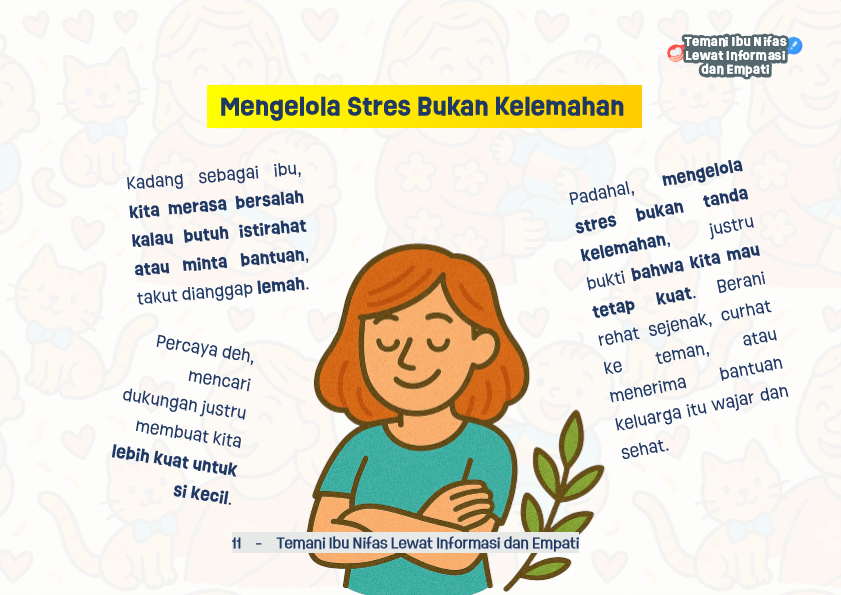 Temani Ibu Nifas
Lewat Informasi
dan Empati
Mengelola Stres Bukan Kelemahan
Kadang sebagai ibu,
kita merasa bersalah
kalau butuh istirahat
atau minta bantuan,
takut dianggap lemah.
Percaya deh,
mencari
dukungan justru
membuat kita
lebih kuat untuk
si kecil.
Padahal, mengelola
stres bukan tanda
kelemahan, justru
bukti bahwa kita mau
tetap kuat. Berani
rehat sejenak, curhat
ke teman, atau
menerima bantuan
keluarga itu wajar dan
sehat.
11 - Temani Ibu Nifas Lewat Informasi dan Empati